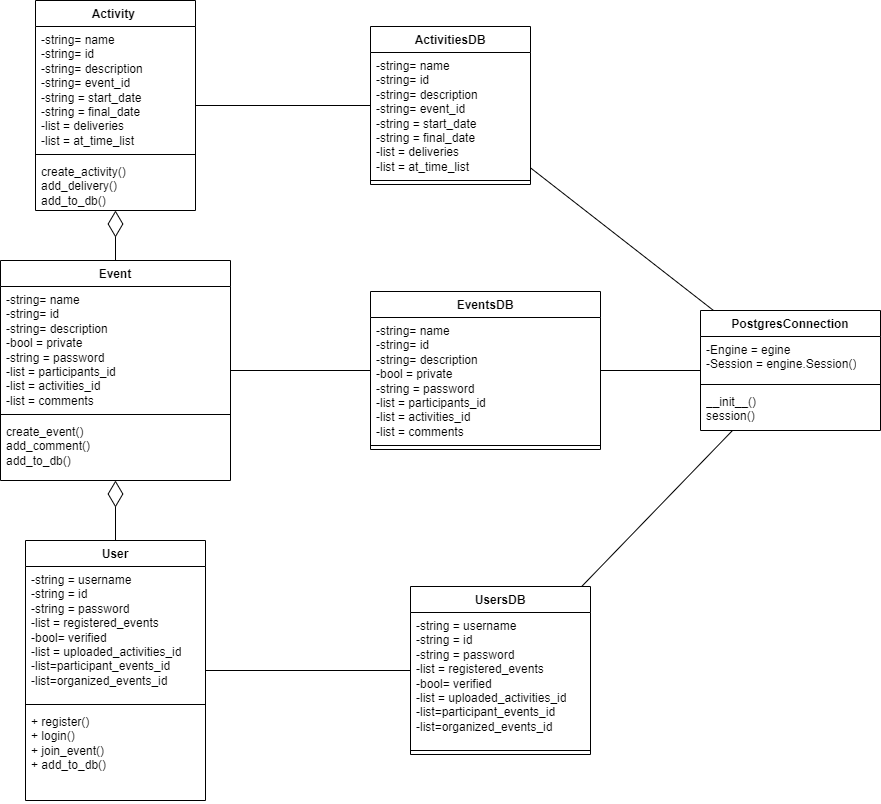 Activity
-string= name
-string= id
-string= description
-string= event_id
-string = start_date
-string = final_date
-list = deliveries
-list = at_time_list
create_activity()
add_delivery()
add_to_db()
ActivitiesDB
-string= name
-string= id
-string= description
-string= event_id
-string = start_date
-string = final_date
-list = deliveries
-list = at_time_list
Event
-string= name
-string= id
-string= description
-bool = private
-string = password
-list = participants_id
-list = activities_id
-list = comments
create_event()
add_comment()
add_to_db()
EventsDB
-string= name
-string= id
-string= description
-bool = private
-string = password
-list = participants_id
-list = activities_id
-list = comments
PostgresConnection
-Engine = egine
-Session = engine.Session()
__init__()
session()
User
-string = username
-string = id
-string = password
-list = registered_events
-bool= verified
-list = uploaded_activities_id
-list=participant_events_id
-list=organized_events_id
+ register()
+ login()
+ join_event()
+ add_to_db()
UsersDB
-string = username
-string = id
-string = password
-list = registered_events
-bool= verified
-list = uploaded_activities_id
-list=participant_events_id
-list=organized_events_id